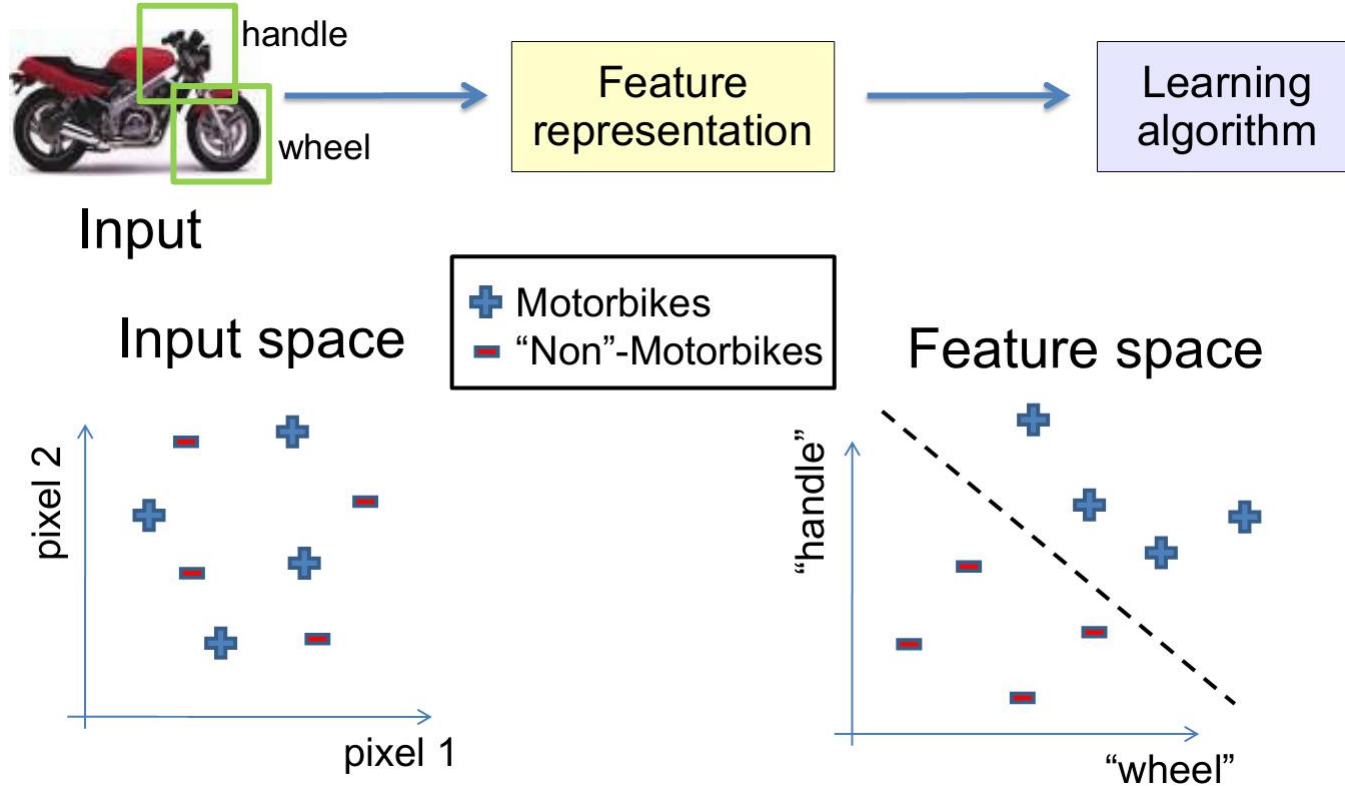 handle
wheel
Input
Feature
representation
Learning
algorithm
Motorbikes
“Non”-Motorbikes
Input space
pixel 2
pixel 1
Feature space
“handle”
“wheel”